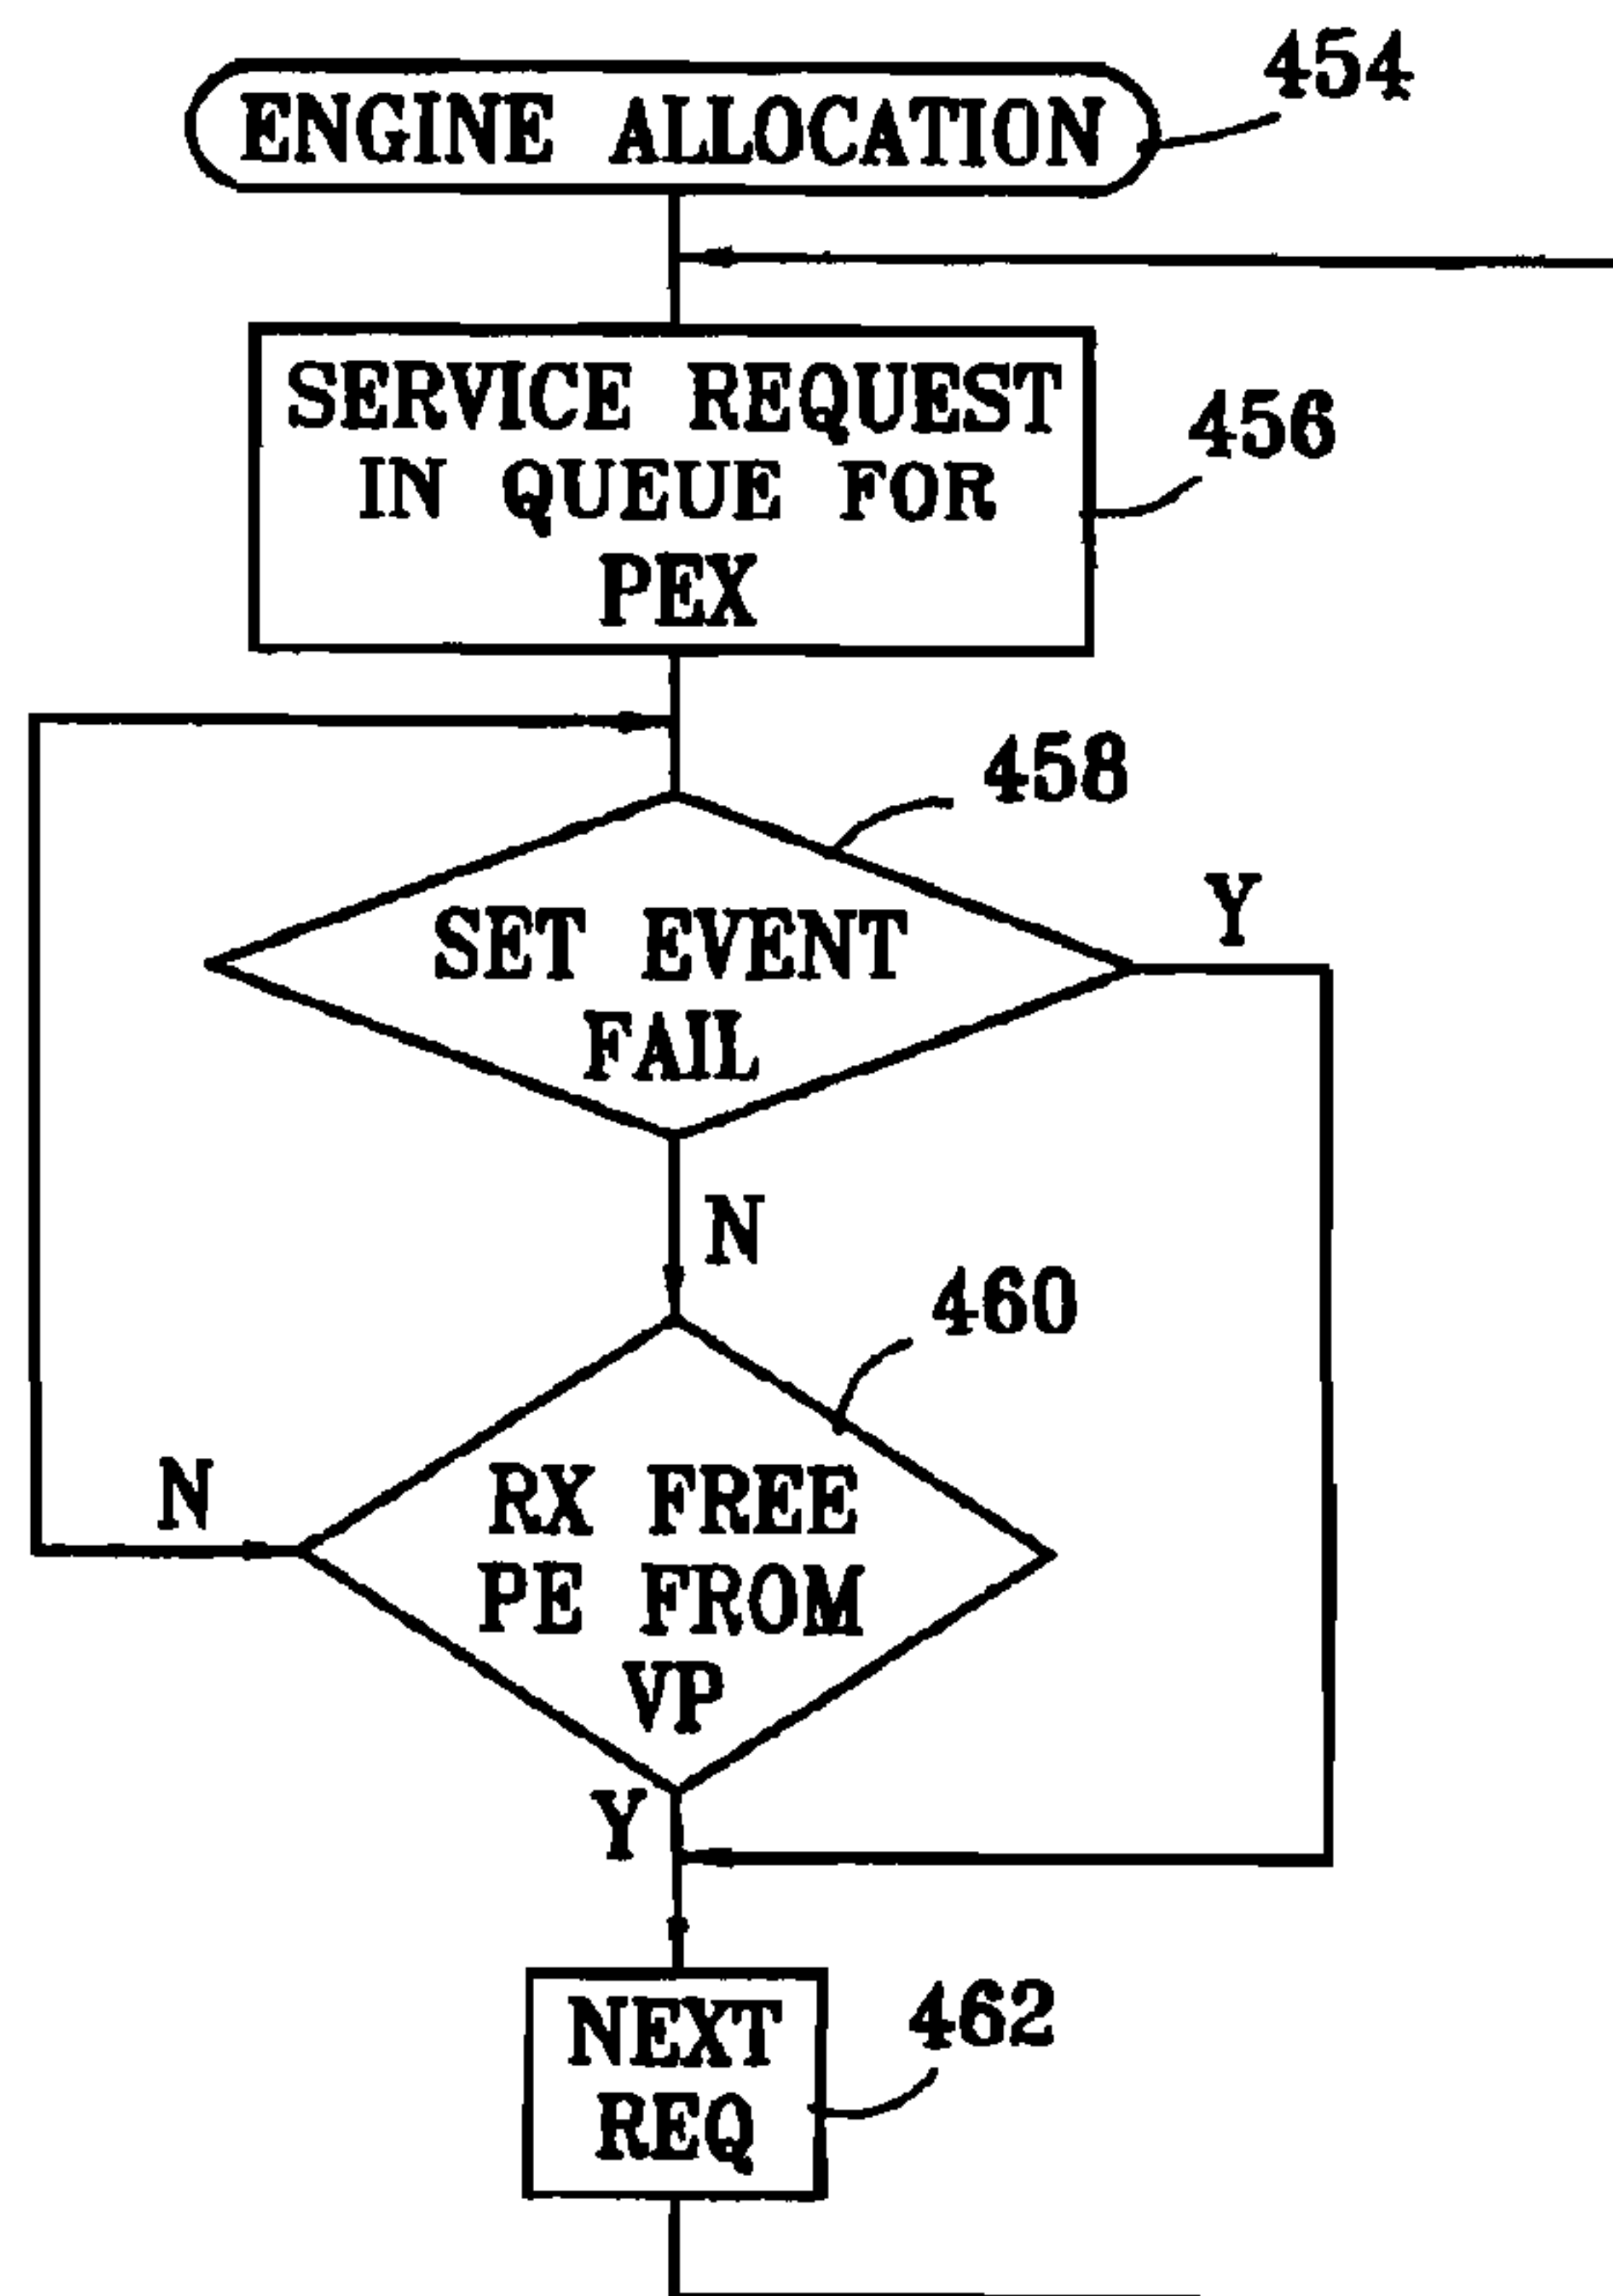 454
ENGINE ALLOCATION
SERVICE REQUEST
IN QUEUE FOR
PEX
456
458
Y
SET EVENT
FAIL
N
460
N
RX FREE
PE FROM
VP
Y
NEXT
REQ
462